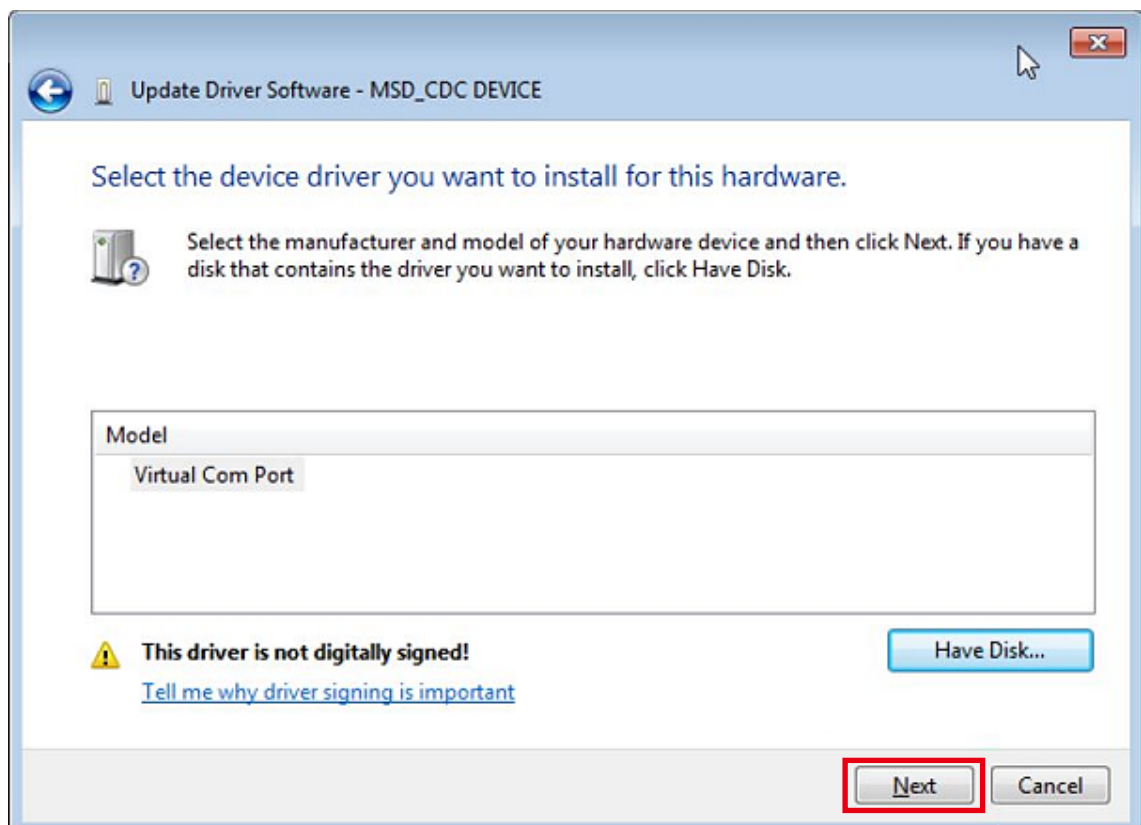 Update Driver Software - MSD_CDC DEVICE
Select the device driver you want to install for this hardware.
Select the manufacturer and model of your hardware device and then click Next. If you have a
disk that contains the driver you want to install, click Have Disk.
Model
Virtual Com Port
This driver is not digitally signed!
Have Disk...
Tell me why driver signing is important
Next
Cancel